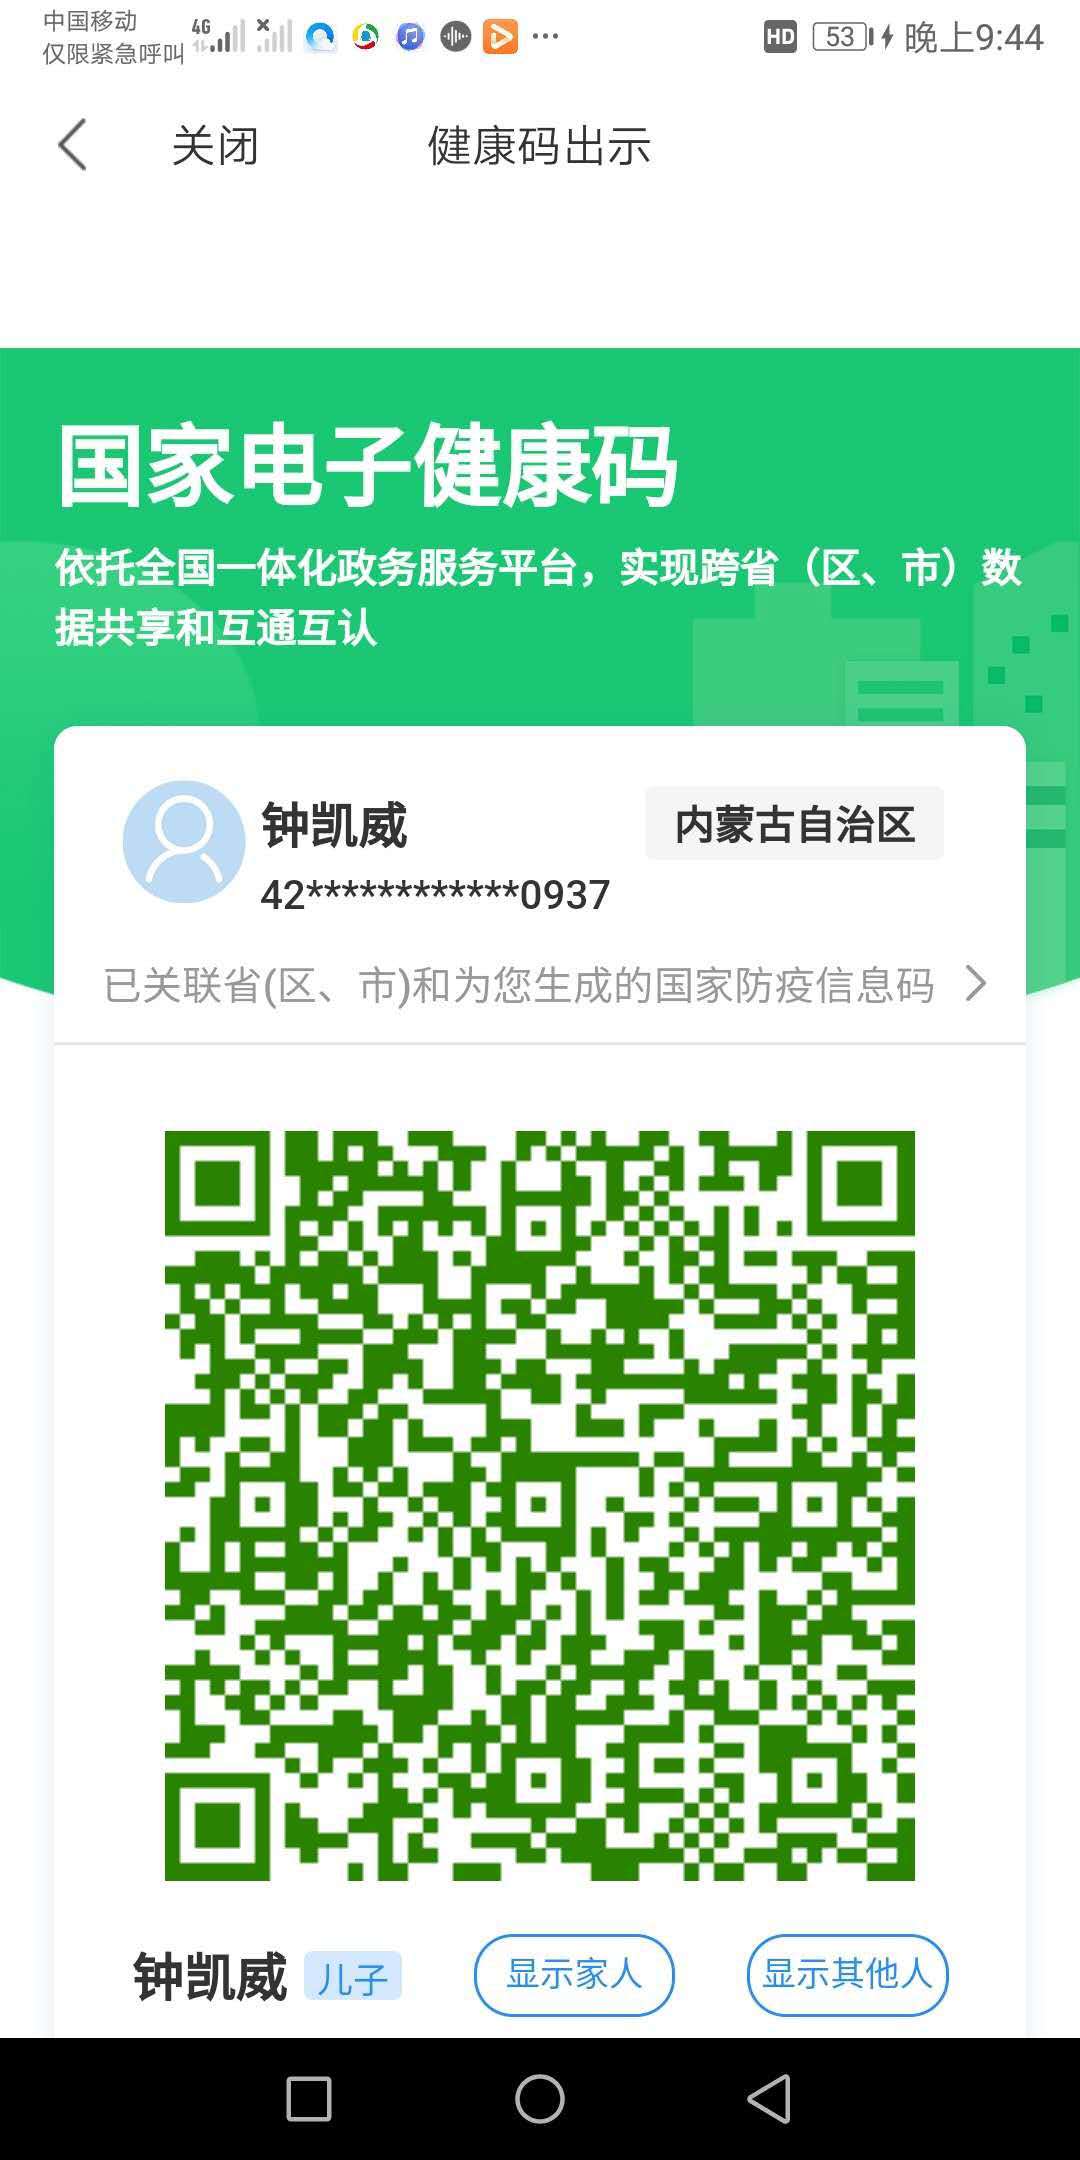 中国移动
仅限紧急呼叫
4G
HD
53
晚上9:44
关闭
健康码出示
国家电子健康码
依托全国一体化政务服务平台，实现跨省（区、市）数
据共享和互通互认
钟凯威
内蒙古自治区
42************0937
已关联省(区、市)和为您生成的国家防疫信息码
钟凯威
儿子
显示家人
显示其他人